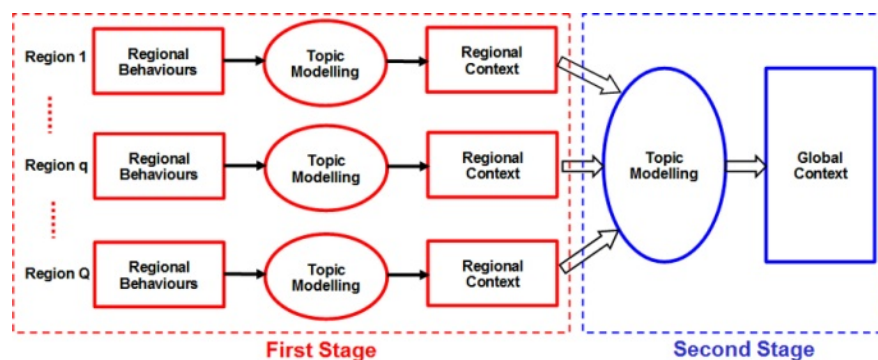 Region 1
Regional
Behaviours
Topic
Modelling
Regional
Context
Region q
Regional
Behaviours
Topic
Modelling
Regional
Context
Topic
Modelling
Global
Context
Region Q
Regional
Behaviours
Topic
Modelling
Regional
Context
First Stage
Second Stage